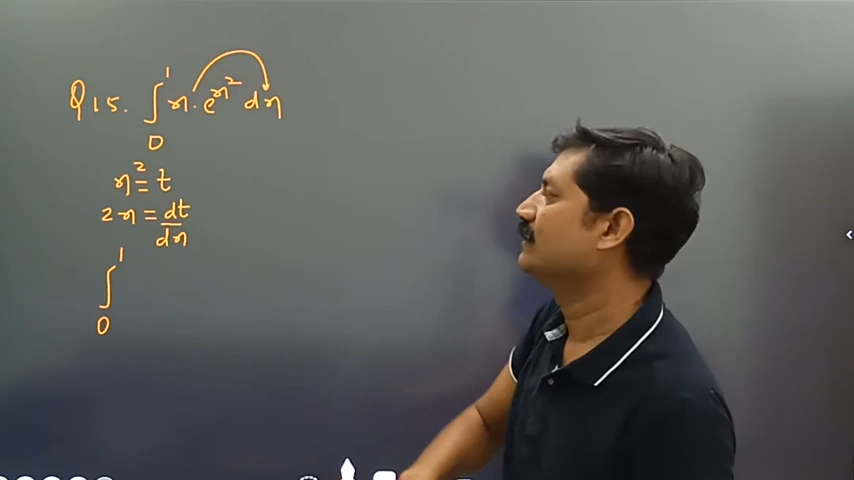 Q15. ∫₀¹ x · e^(x²) dx
x² = t
2x = dt/dx
∫₀¹